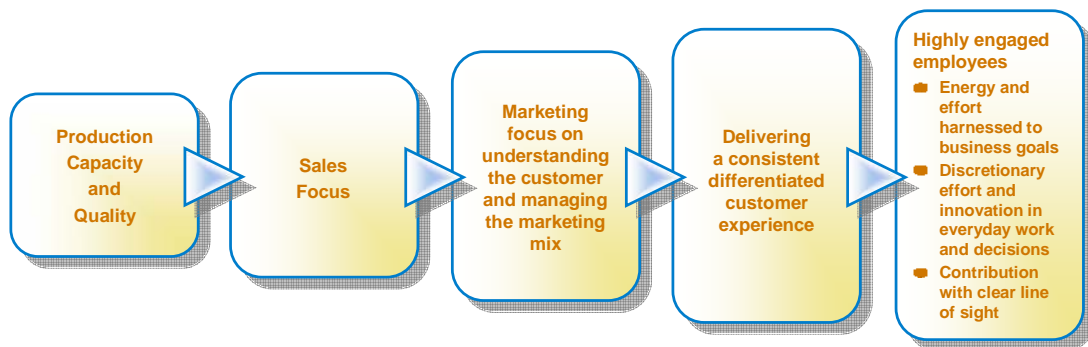 Production
Capacity
and
Quality
Sales
Focus
Marketing
focus on
understanding
the customer
and managing
the marketing
mix
Delivering
a consistent
differentiated
customer
experience
Highly engaged
employees
Energy and
effort
harnessed to
business goals
Discretionary
effort and
innovation in
everyday work
and decisions
Contribution
with clear line
of sight